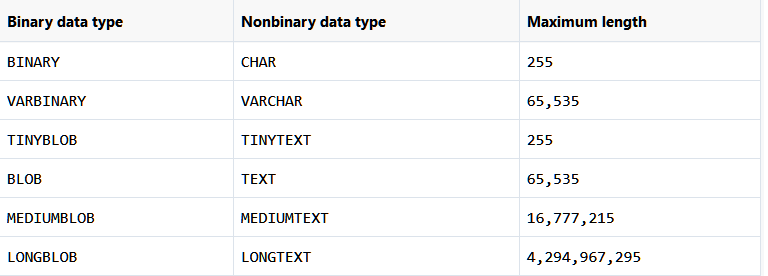 Binary data type Nonbinary data type Maximum length
BINARY CHAR 255
VARBINARY VARCHAR 65,535
TINYBLOB TINYTEXT 255
BLOB TEXT 65,535
MEDIUMBLOB MEDIUMTEXT 16,777,215
LONGBLOB LONGTEXT 4,294,967,295